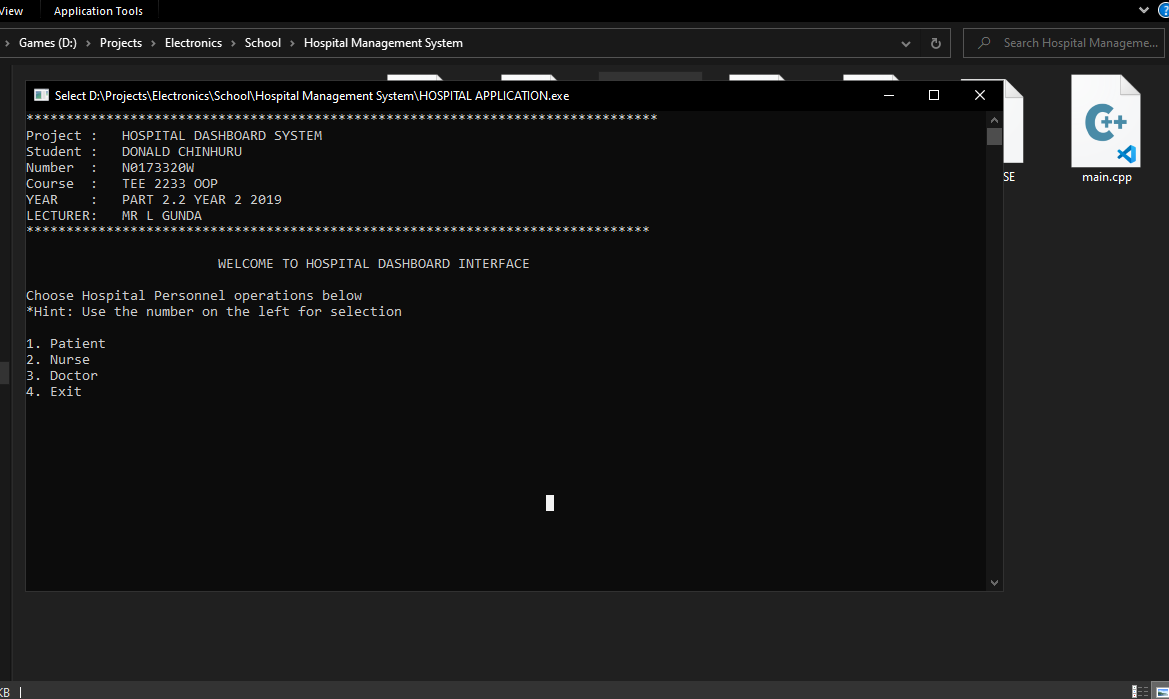 View Application Tools
Games (D:) Projects Electronics School Hospital Management System Search Hospital Manageme...
Select D:\Projects\Electronics\School\Hospital Management System\HOSPITAL APPLICATION.exe
*******************************************************************************
Project : HOSPITAL DASHBOARD SYSTEM
Student : DONALD CHINHURU
Number : N0173320W
Course : TEE 2233 OOP
YEAR : PART 2.2 YEAR 2 2019
LECTURER: MR L GUNDA
******************************************************************************
WELCOME TO HOSPITAL DASHBOARD INTERFACE
Choose Hospital Personnel operations below
*Hint: Use the number on the left for selection
1. Patient
2. Nurse
3. Doctor
4. Exit
C++
SE
main.cpp
KB